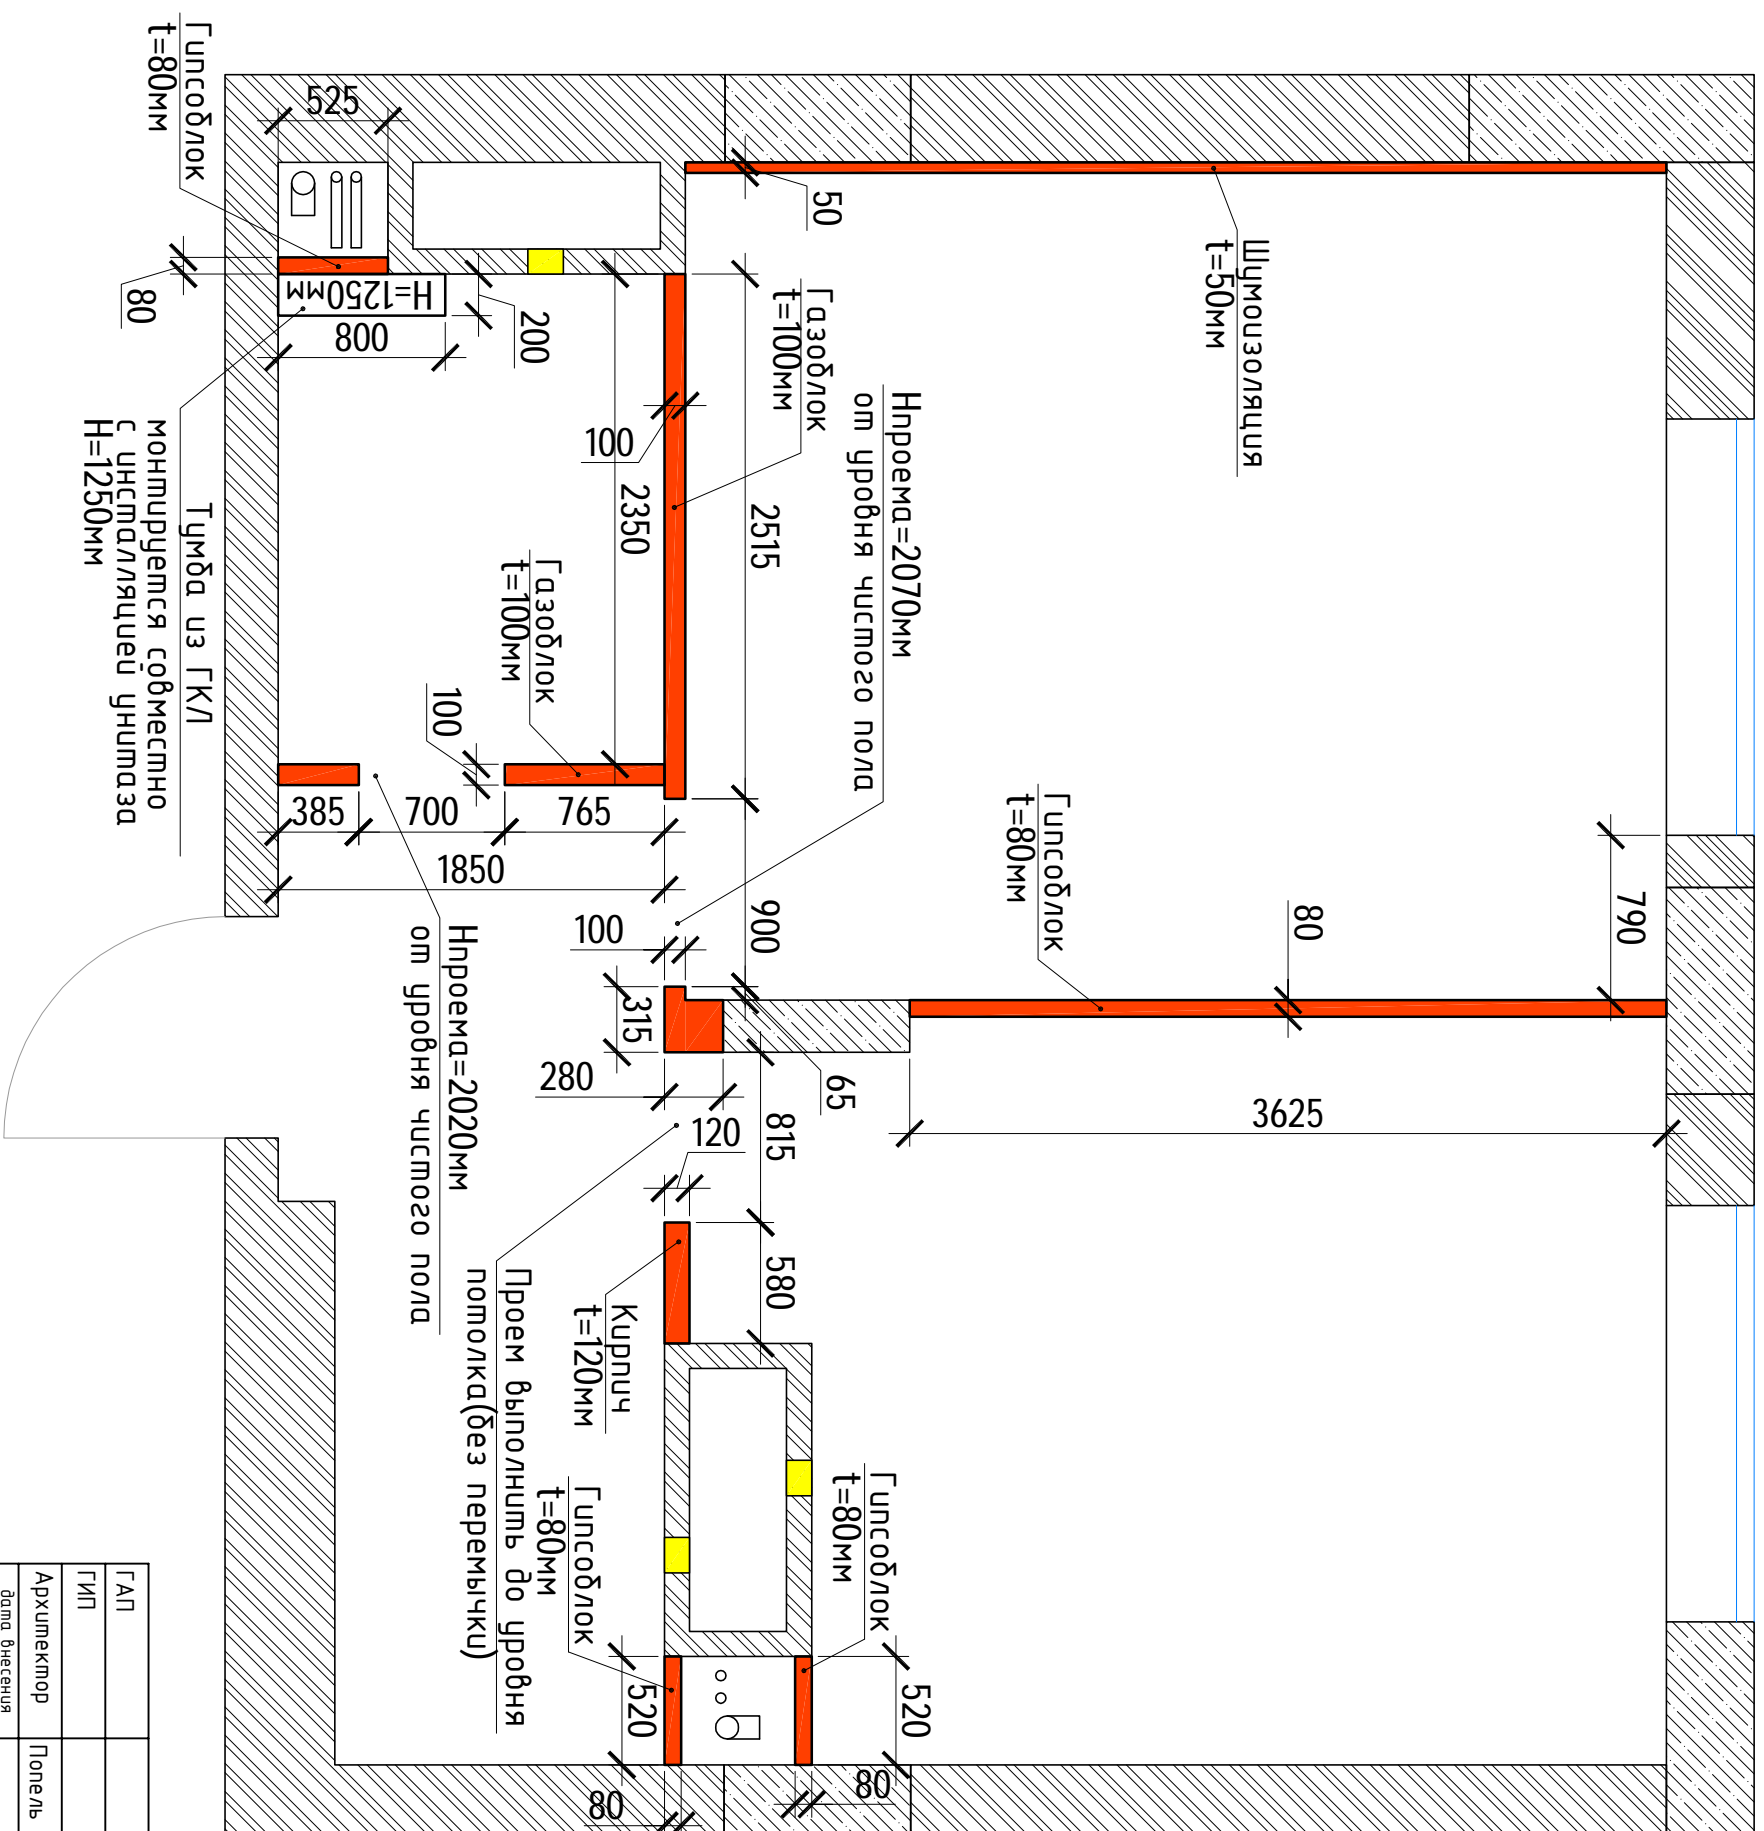 Гипсоблок
t=80мм
525
80
H=1250мм
800
200
50
Шумоизоляция
t=50мм
Газоблок
t=100мм
100
2350
2515
Hпроема=2070мм
от уровня чистого пола
Газоблок
t=100мм
100
Тумба из ГКЛ
монтируется совместно
с инсталляцией унитаза
H=1250мм
385
700
765
1850
900
100
315
280
65
Гипсоблок
t=80мм
80
790
3625
815
120
580
Hпроема=2020мм
от уровня чистого пола
Проем выполнить до уровня
потолка(без перемычки)
Кирпич
t=120мм
Гипсоблок
t=80мм
Гипсоблок
t=80мм
520
520
80
80
ГАП
ГИП
Архитектор
Попель
дата внесения